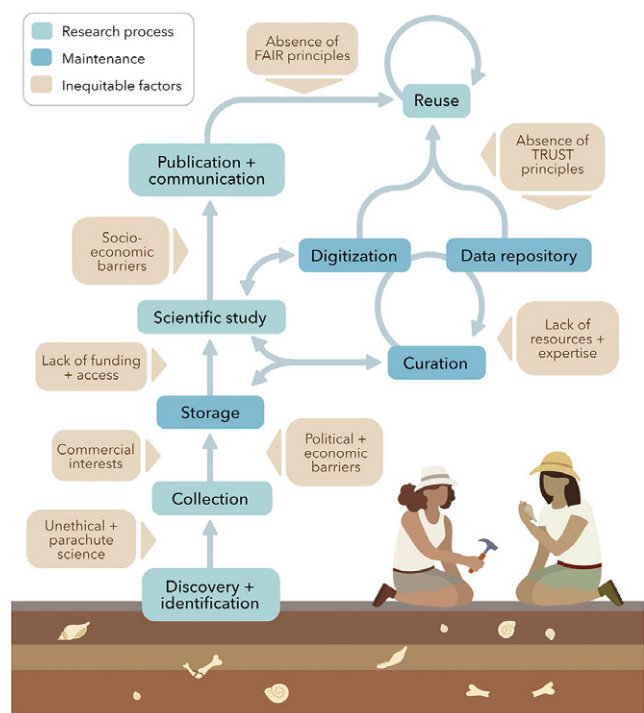 Research process
Maintenance
Inequitable factors
Absence of
FAIR principles
Reuse
Publication +
communication
Absence of
TRUST
principles
Socio-
economic
barriers
Digitization
Data repository
Scientific study
Lack of
resources +
expertise
Lack of funding
+ access
Curation
Storage
Commercial
interests
Political +
economic
barriers
Collection
Unethical +
parachute
science
Discovery +
identification